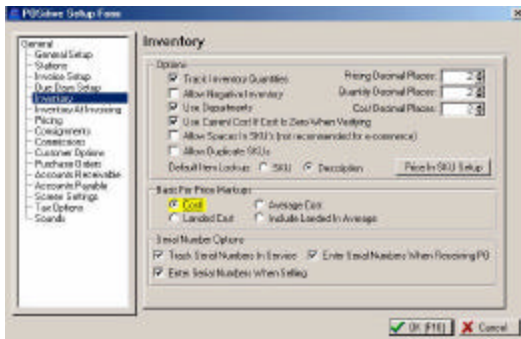 POSitive Setup Form
General
General Setup
Stations
Invoice Setup
Due Days Setup
Inventory
Inventory At Invoicing
Pricing
Consignments
Commissions
Customer Options
Purchase Orders
Accounts Receivable
Accounts Payable
Screen Settings
Tax Options
Sounds
Inventory
Options
Track Inventory Quantities
Pricing Decimal Places: 2
Allow Negative Inventory
Quantity Decimal Places: 2
Use Departments
Cost Decimal Places: 2
Use Current Cost If Cost Is Zero When Verifying
Allow Spaces In SKU's (not recommended for e-commerce)
Allow Duplicate SKUs
Default Item Lookup: SKU Description
Price In SKU Setup
Basis For Price Markups
Cost
Average Cost
Landed Cost
Include Landed In Average
Serial Number Options
Track Serial Numbers In Service
Enter Serial Numbers When Receiving PO
Enter Serial Numbers When Selling
OK [F10]
Cancel